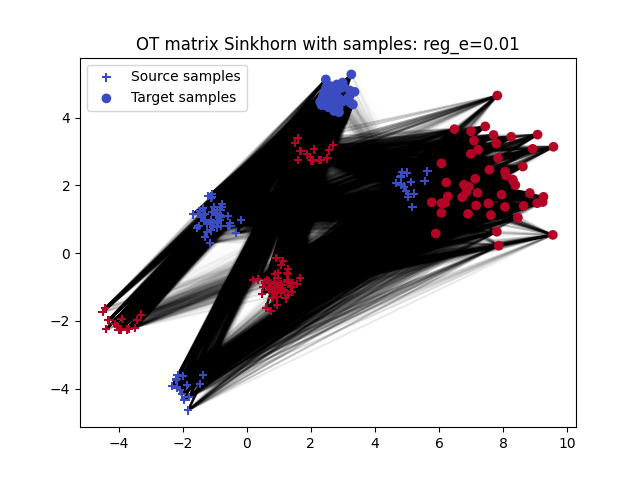 OT matrix Sinkhorn with samples: reg_e=0.01
Source samples
Target samples
4
2
0
−2
−4
−4 −2 0 2 4 6 8 10